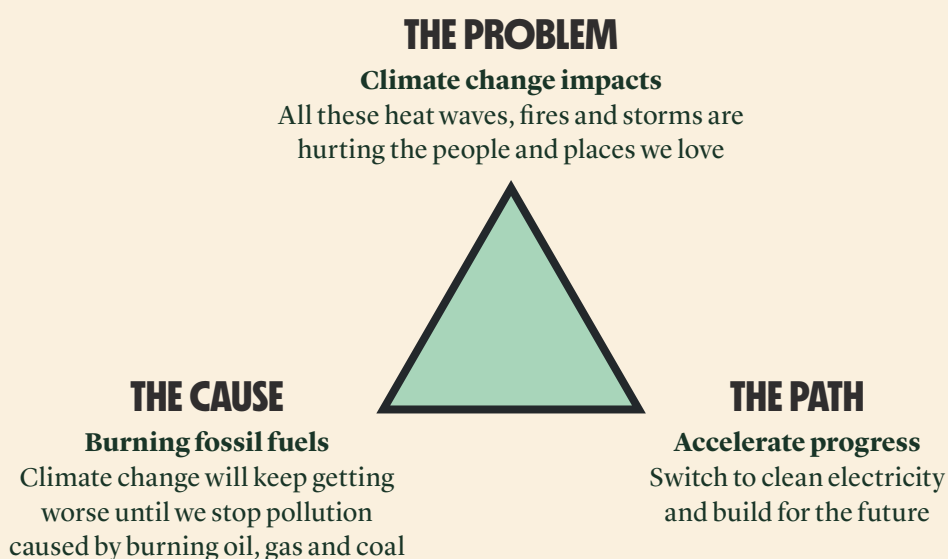 THE PROBLEM
Climate change impacts
All these heat waves, fires and storms are
hurting the people and places we love
THE CAUSE
Burning fossil fuels
Climate change will keep getting
worse until we stop pollution
caused by burning oil, gas and coal
THE PATH
Accelerate progress
Switch to clean electricity
and build for the future